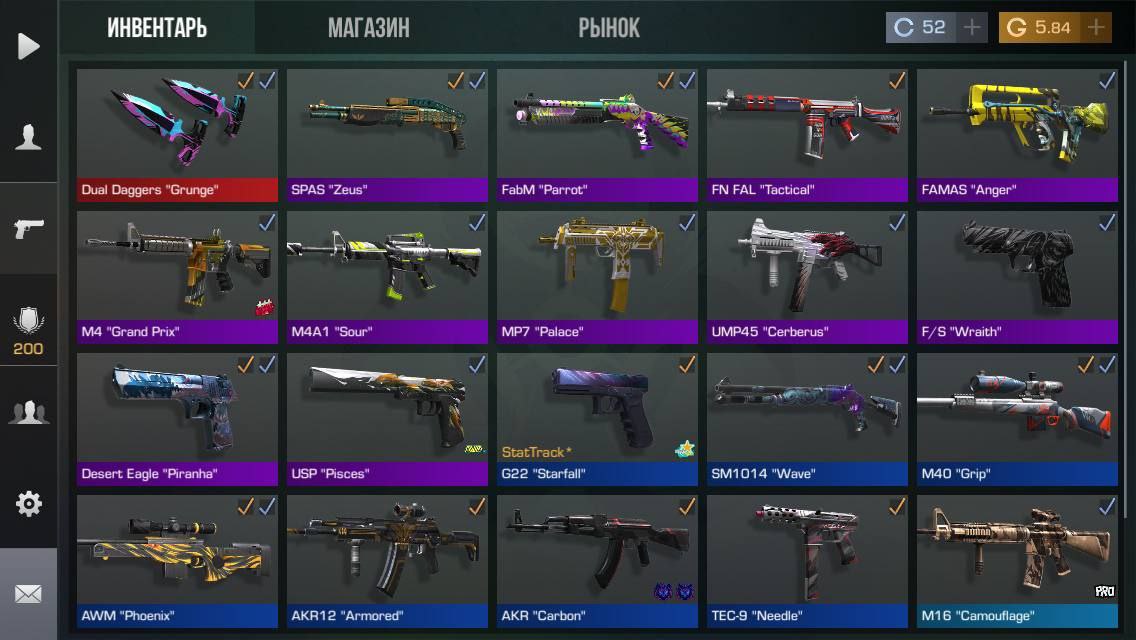 ИНВЕНТАРЬ
МАГАЗИН
РЫНОК
C 52 +
G 5.84 +
200
Dual Daggers "Grunge"
SPAS "Zeus"
FabM "Parrot"
FN FAL "Tactical"
FAMAS "Anger"
M4 "Grand Prix"
M4A1 "Sour"
MP7 "Palace"
UMP45 "Cerberus"
F/S "Wraith"
Desert Eagle "Piranha"
USP "Pisces"
StatTrack*
G22 "Starfall"
SM1014 "Wave"
M40 "Grip"
AWM "Phoenix"
AKR12 "Armored"
AKR "Carbon"
TEC-9 "Needle"
PRO
M16 "Camouflage"